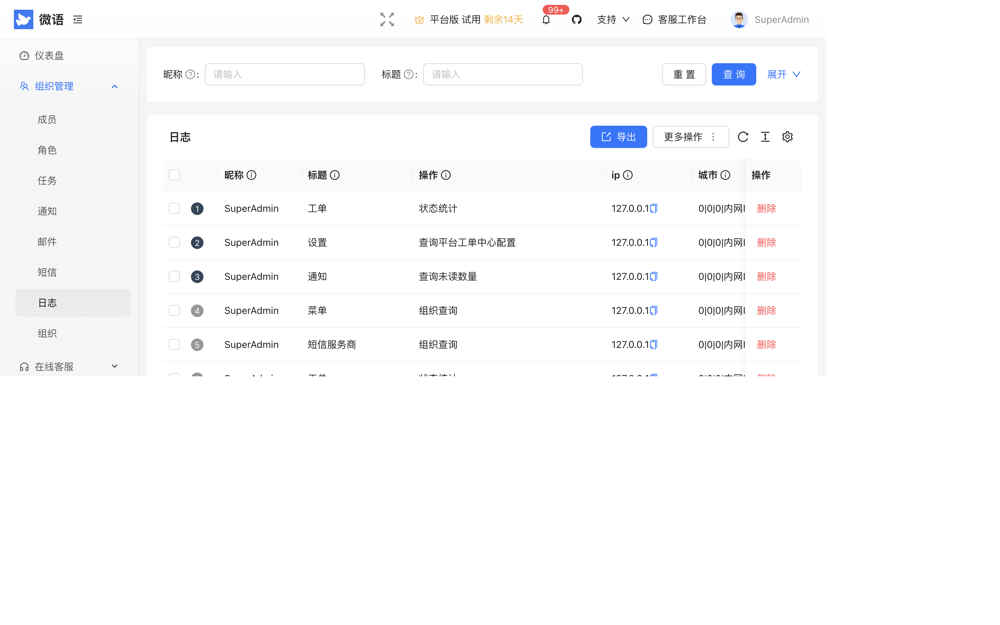 微语
平台版 试用 剩余14天
99+
支持
客服工作台
SuperAdmin
仪表盘
组织管理
成员
角色
任务
通知
邮件
短信
日志
组织
在线客服
昵称 ? : 请输入
标题 ? : 请输入
重 置
查 询
展开
日志
导出
更多操作
昵称 标题 操作 ip 城市 操作
1 SuperAdmin 工单 状态统计 127.0.0.1 0|0|0|内网I 删除
2 SuperAdmin 设置 查询平台工单中心配置 127.0.0.1 0|0|0|内网I 删除
3 SuperAdmin 通知 查询未读数量 127.0.0.1 0|0|0|内网I 删除
4 SuperAdmin 菜单 组织查询 127.0.0.1 0|0|0|内网I 删除
5 SuperAdmin 短信服务商 组织查询 127.0.0.1 0|0|0|内网I 删除